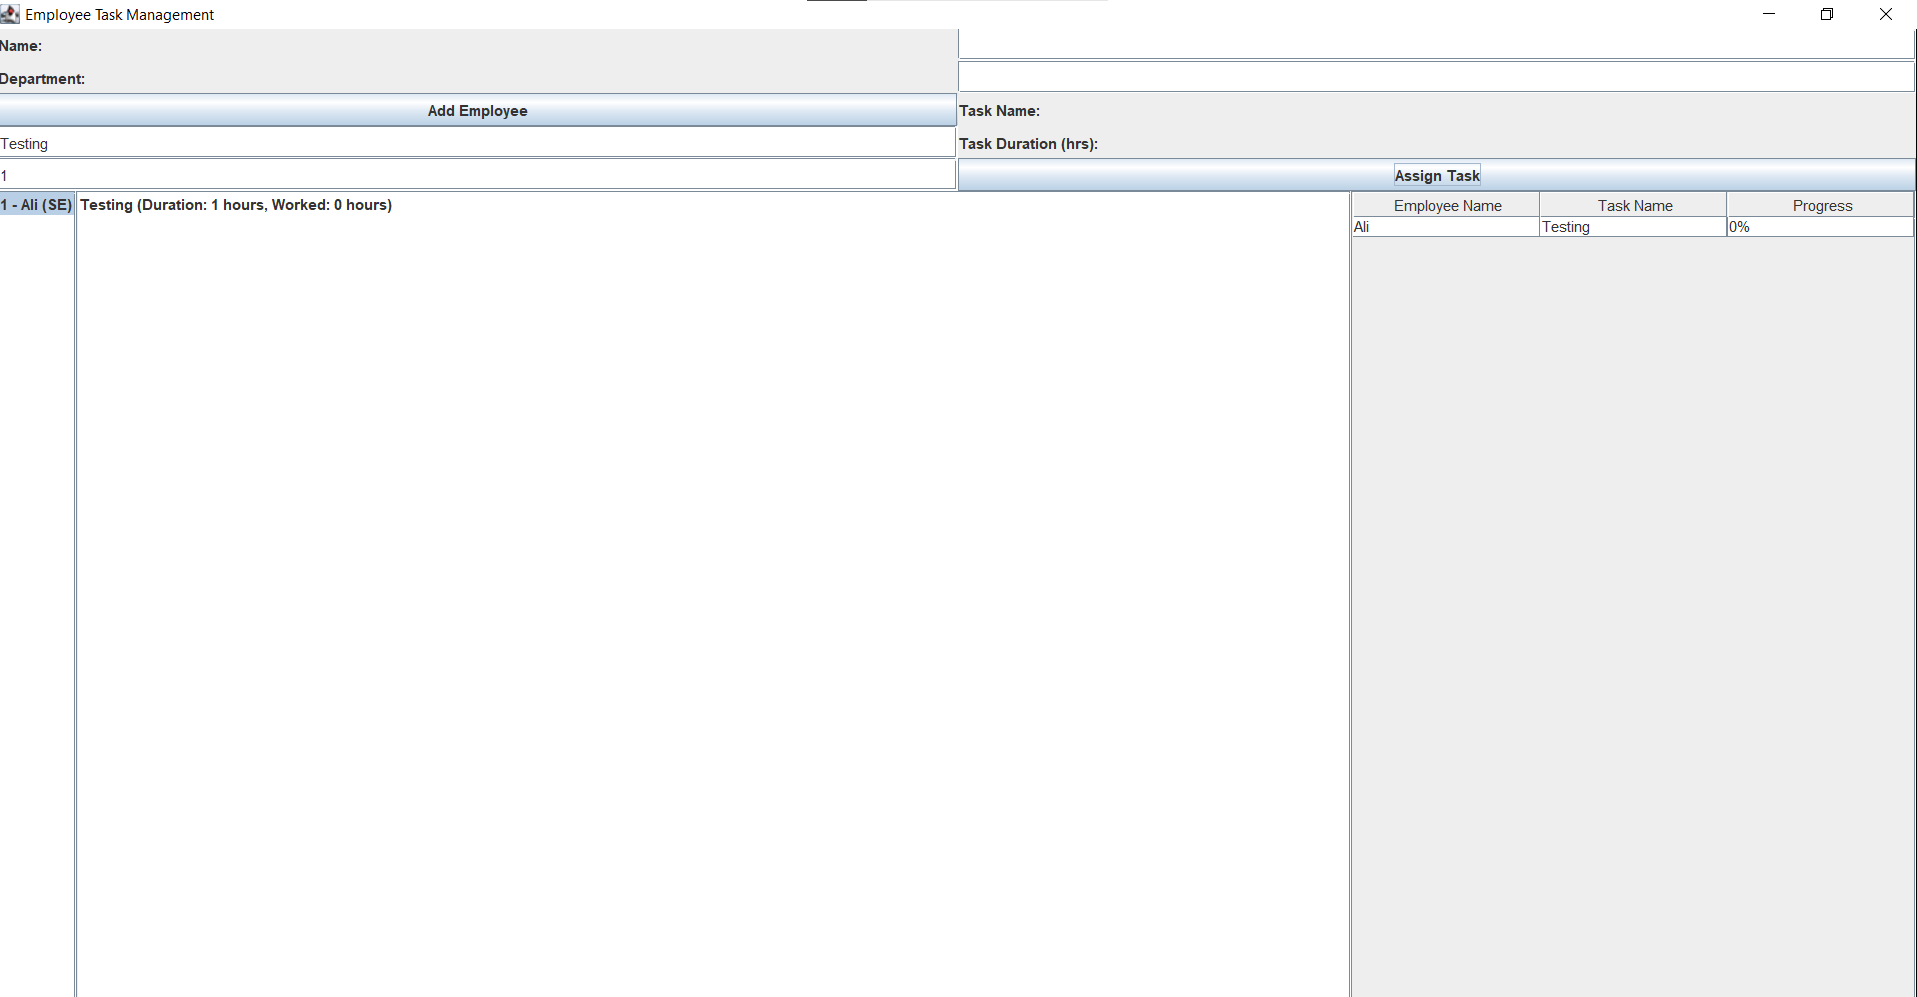 Employee Task Management
Name:
Department:
Add Employee
Task Name:
Testing
Task Duration (hrs):
1
Assign Task
1 - Ali (SE)
Testing (Duration: 1 hours, Worked: 0 hours)
Employee Name Task Name Progress
Ali Testing 0%